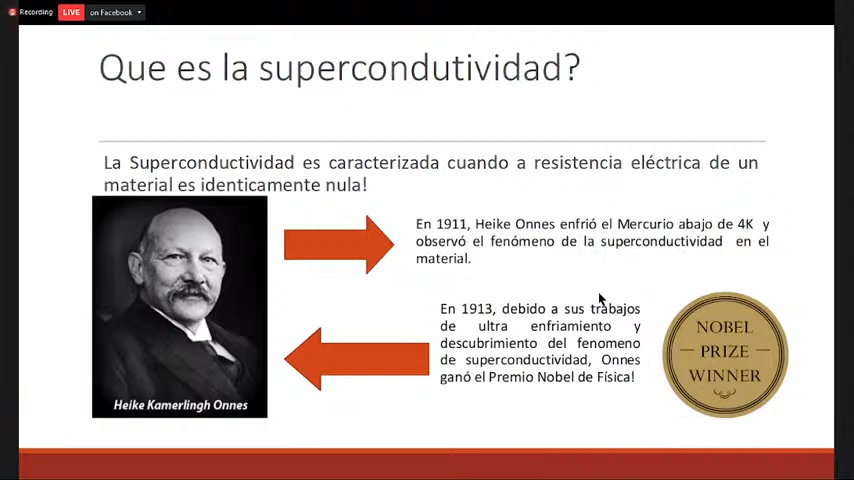 Recording LIVE on Facebook
Que es la supercondutividad?
La Superconductividad es caracterizada cuando a resistencia eléctrica de un
material es identicamente nula!
En 1911, Heike Onnes enfrió el Mercurio abajo de 4K y
observó el fenómeno de la superconductividad en el
material.
En 1913, debido a sus trabajos
de ultra enfriamiento y
descubrimiento del fenomeno
de superconductividad, Onnes
ganó el Premio Nobel de Física!
NOBEL
PRIZE
WINNER
Heike Kamerlingh Onnes